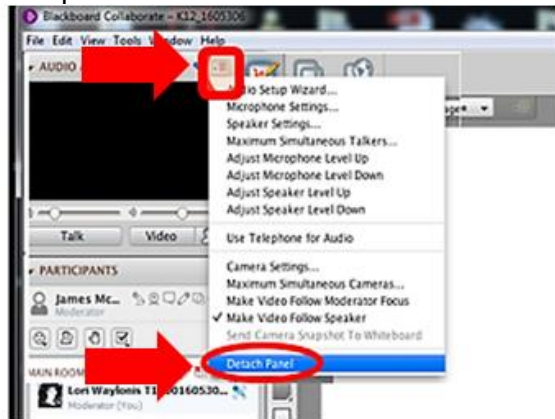 Blackboard Collaborate – K12_1605306
File Edit View Tools Window Help
AUDIO
Audio Setup Wizard...
Microphone Settings...
Speaker Settings...
Maximum Simultaneous Talkers...
Adjust Microphone Level Up
Adjust Microphone Level Down
Adjust Speaker Level Up
Adjust Speaker Level Down
Talk
Video
Use Telephone for Audio
PARTICIPANTS
Camera Settings...
Maximum Simultaneous Cameras...
James Mc...
Moderator
Make Video Follow Moderator Focus
✓ Make Video Follow Speaker
Send Camera Snapshot To Whiteboard
Detach Panel
MAIN ROOM
Lori Waylonis
Moderator (You)